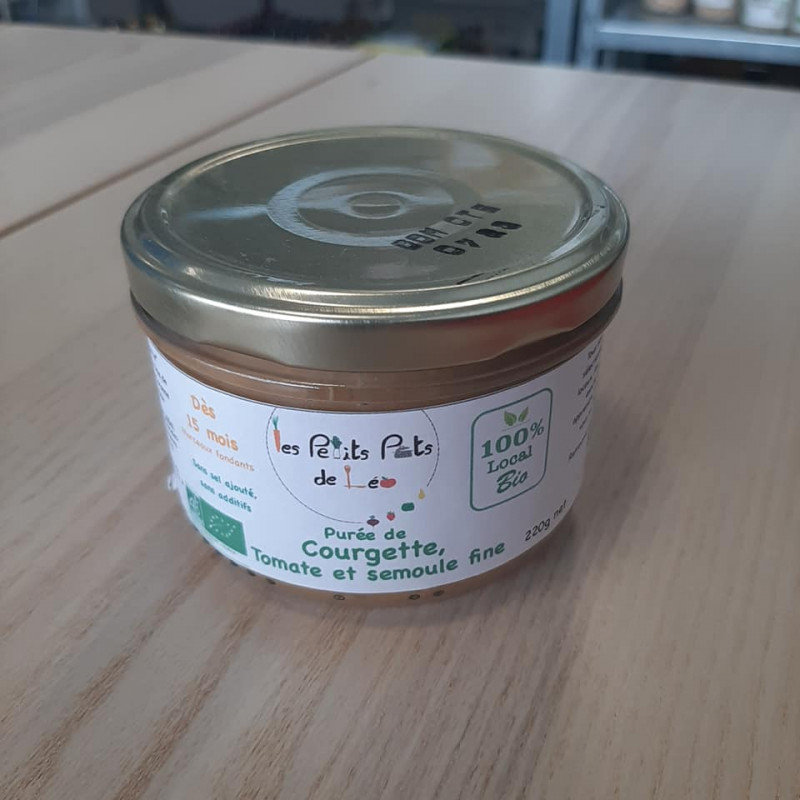 Dès
15 mois
Morceaux fondants
Sans sel ajouté,
sans additifs
Les Petits Pots
de Léo
100%
Local
Bio
Purée de
Courgette,
Tomate et semoule fine
220g net